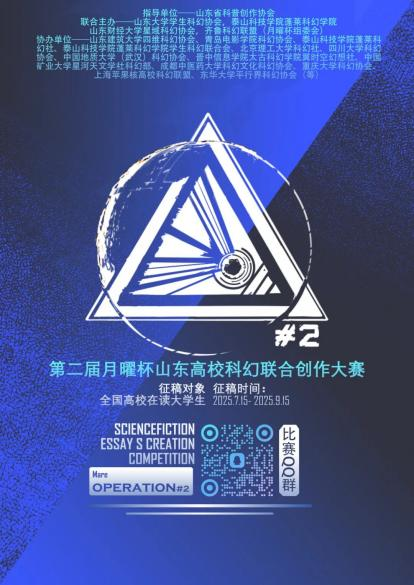 指导单位——山东省科普创作协会
联合主办——山东大学学生科幻协会、泰山科技学院蓬莱科幻学院
山东财经大学星域科幻协会、齐鲁科幻联盟（月曜杯组委会）
协办单位——山东建筑大学四维科幻协会、青岛电影学院科幻协会、泰山科技学院蓬莱科
幻社、泰山科技学院蓬莱科幻学院学生科幻联合会、北京理工大学科幻社、四川大学科幻
协会、中国地质大学（武汉）科幻协会、晋中信息学院太古科幻学院翼时空幻想社、中国
矿业大学星河天文学社科幻部、成都中医药大学科幻文化科幻协会、重庆大学科幻协会、
上海苹果核高校科幻联盟、东华大学平行界科幻协会（等）
#2
第二届月曜杯山东高校科幻联合创作大赛
征稿对象 征稿时间：
全国高校在读大学生 2025.7.15- 2025.9.15
SCIENCEFICTION
ESSAY S CREATION
COMPETITION
More
OPERATION#2
比赛QQ群